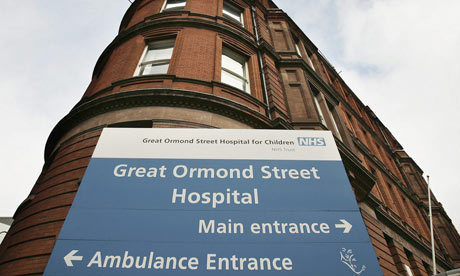 Great Ormond Street Hospital for Children NHS
NHS Trust
Great Ormond Street
Hospital
Main entrance →
← Ambulance Entrance